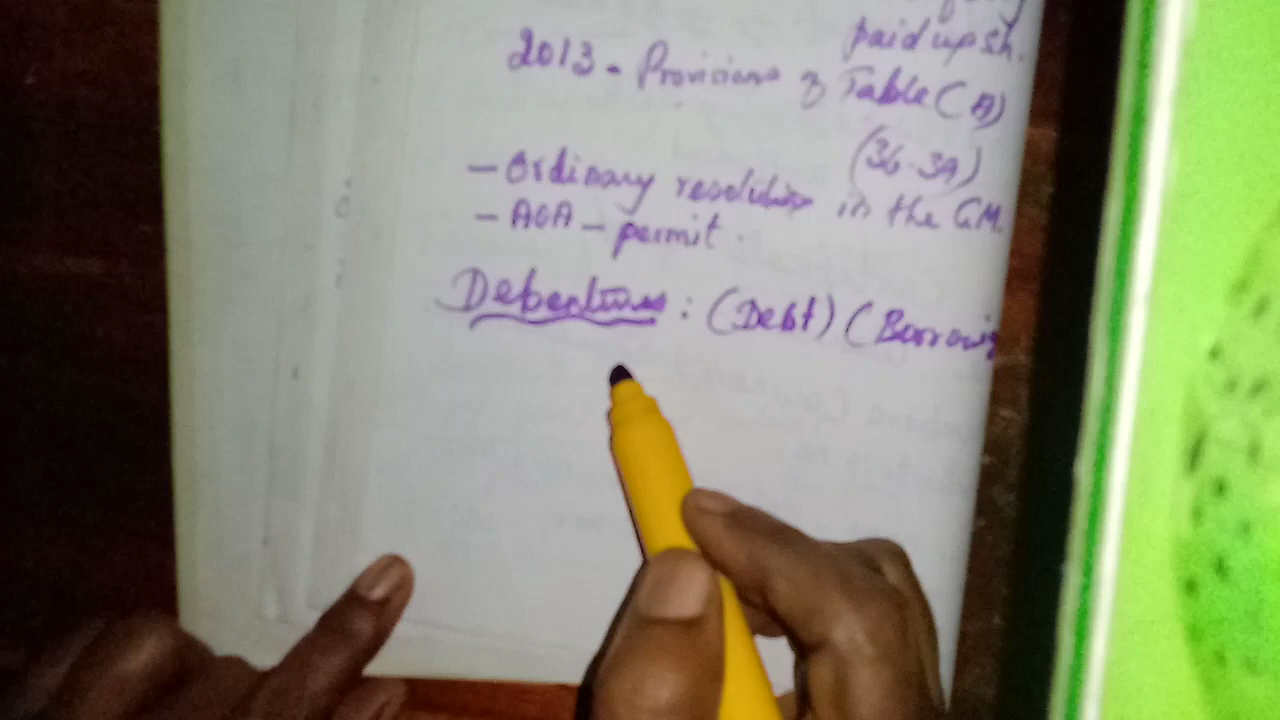 paid up sh.
2013 - Provisions of Table (A)
(36-39)
- Ordinary resolution in the GM.
- AOA - permit.
Debentures : (Debt) (Borrowing